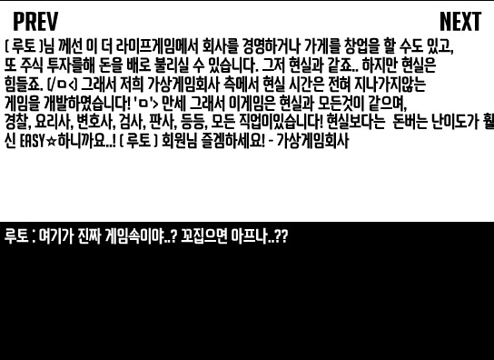 PREV
NEXT
( 루토 )님 께선 이 더 라이프게임에서 회사를 경영하거나 가게를 창업을 할 수도 있고,
또 주식 투자를해 돈을 배로 불리실 수 있습니다. 그저 현실과 같죠.. 하지만 현실은
힘들죠. (/ㅁ<) 그래서 저희 가상게임회사 측에서 현실 시간은 전혀 지나가지않는
게임을 개발하였습니다! 'ㅁ'> 만세 그래서 이게임은 현실과 모든것이 같으며,
경찰, 요리사, 변호사, 검사, 판사, 등등, 모든 직업이있습니다! 현실보다는 돈버는 난이도가 훨
신 EASY☆하니까요..! ( 루토 ) 회원님 즐겜하세요! - 가상게임회사
루토 : 여기가 진짜 게임속이야..? 꼬집으면 아프나..??